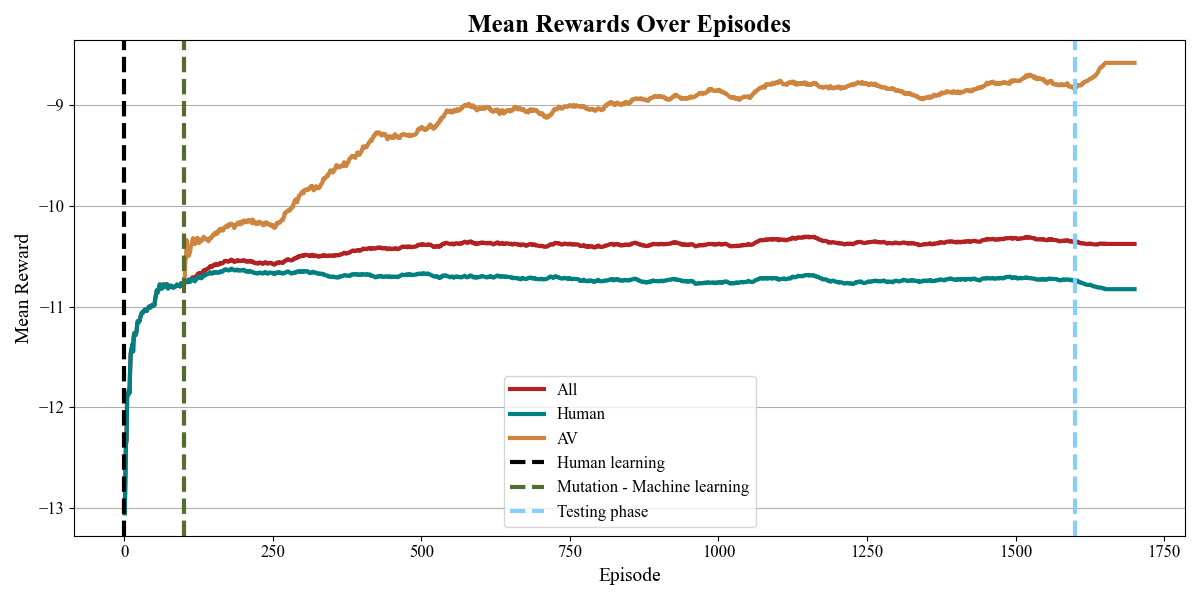 Mean Rewards Over Episodes
Mean Reward
−9
−10
−11
−12
−13
All
Human
AV
Human learning
Mutation - Machine learning
Testing phase
0 250 500 750 1000 1250 1500 1750
Episode